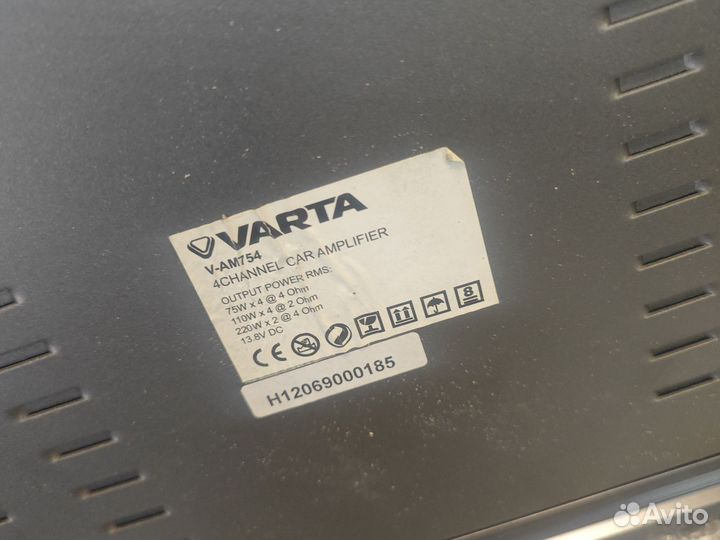 VARTA
V-AM754
4CHANNEL CAR AMPLIFIER
OUTPUT POWER RMS:
75W x 4 @ 4 Ohm
110W x 4 @ 2 Ohm
220W x 2 @ 4 Ohm
13.8V DC
CE
8
H12069000185
Avito